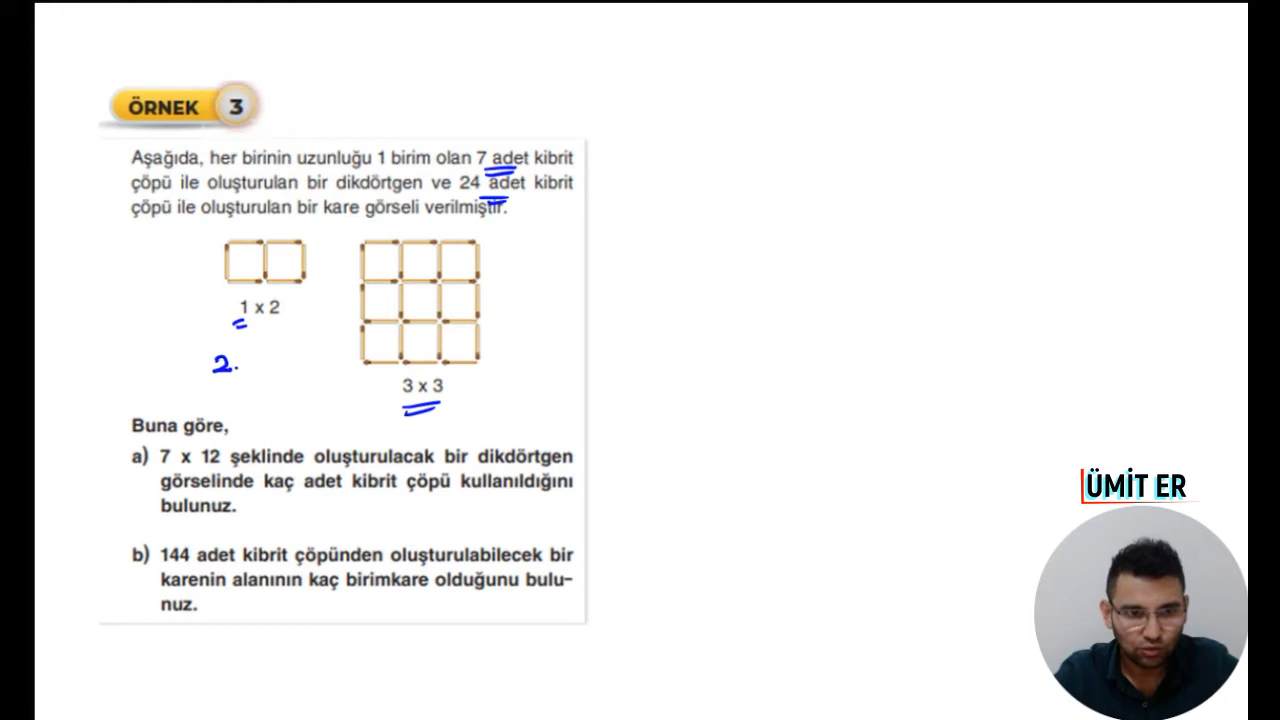 ÖRNEK 3
Aşağıda, her birinin uzunluğu 1 birim olan 7 adet kibrit
çöpü ile oluşturulan bir dikdörtgen ve 24 adet kibrit
çöpü ile oluşturulan bir kare görseli verilmiştir.
1 x 2
2.
3 x 3
Buna göre,
a) 7 x 12 şeklinde oluşturulacak bir dikdörtgen
görselinde kaç adet kibrit çöpü kullanıldığını
bulunuz.
b) 144 adet kibrit çöpünden oluşturulabilecek bir
karenin alanının kaç birimkare olduğunu bulu-
nuz.
ÜMİT ER